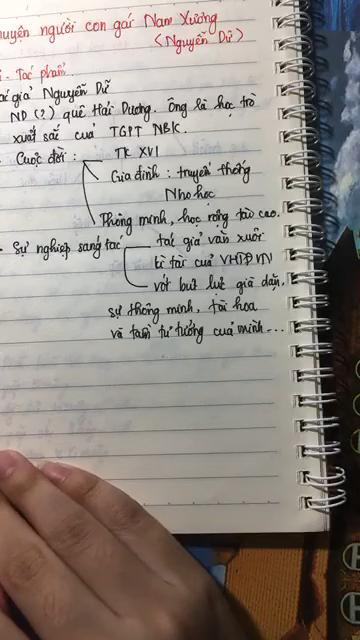 huyện người con gái Nam Xương
(Nguyễn Dữ)
Tác phẩm.
ác giả Nguyễn Dữ
ND (?) quê Hải Dương. Ông là học trò
xuất sắc của TGPT NBK.
Cuộc đời : TK XVI
Gia đình : truyền thống
Nho học
Thông minh, học rộng tài cao.
- Sự nghiệp sáng tác tác giả văn xuôi
kì tài của VHTĐVN
với bút lực già dặn,
sự thông minh, tài hoa
và tâm tư tưởng của mình...